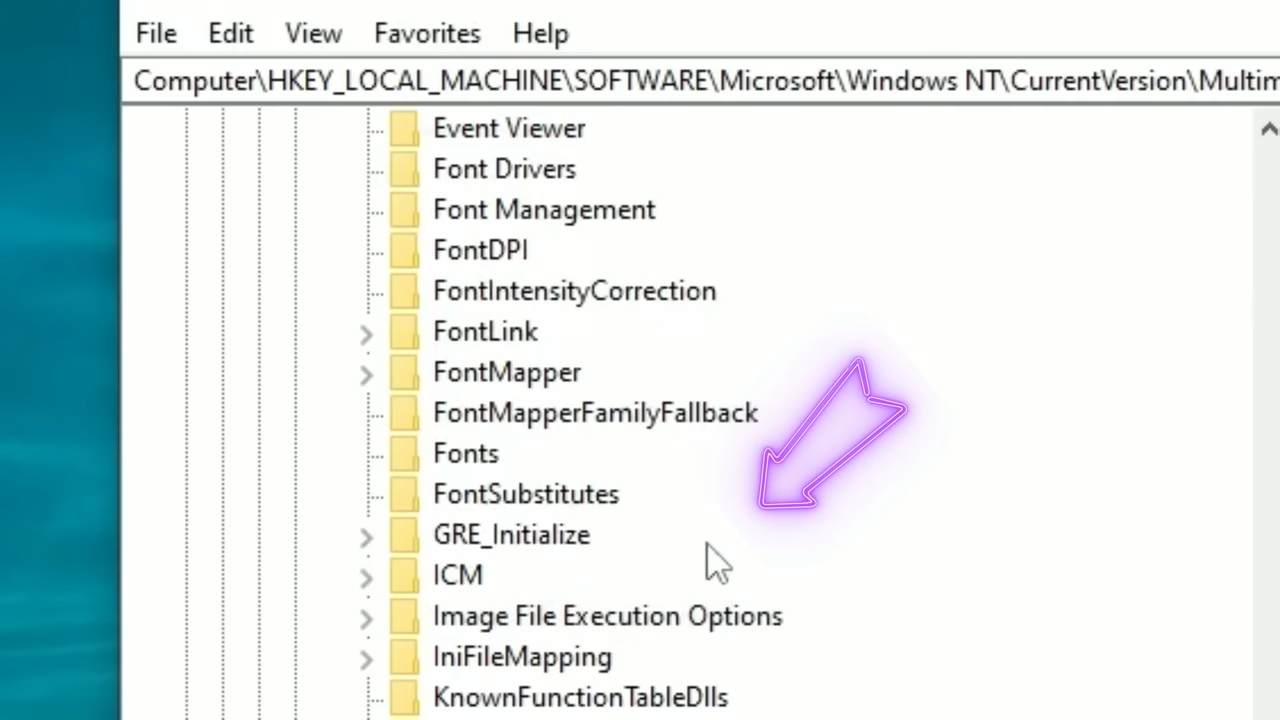 File Edit View Favorites Help
Computer\HKEY_LOCAL_MACHINE\SOFTWARE\Microsoft\Windows NT\CurrentVersion\Multim
Event Viewer
Font Drivers
Font Management
FontDPI
FontIntensityCorrection
FontLink
FontMapper
FontMapperFamilyFallback
Fonts
FontSubstitutes
GRE_Initialize
ICM
Image File Execution Options
IniFileMapping
KnownFunctionTableDlls